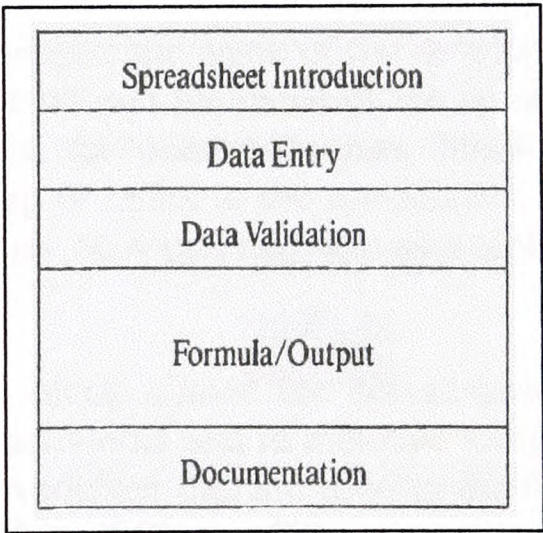 Spreadsheet Introduction
Data Entry
Data Validation
Formula/Output
Documentation